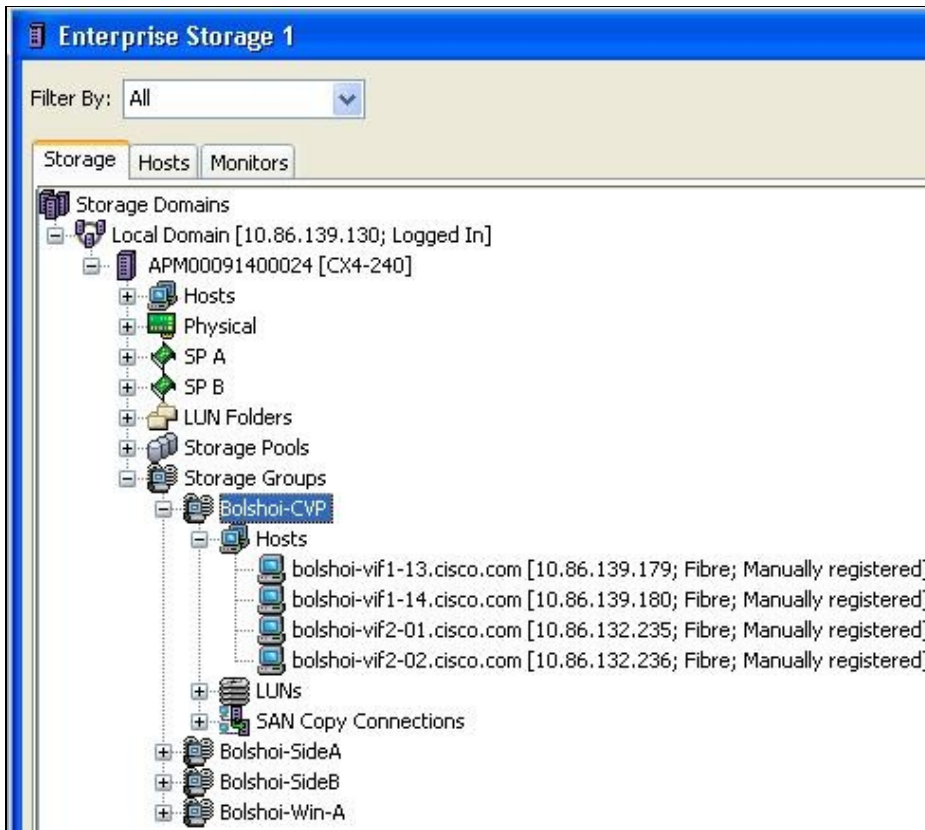 Enterprise Storage 1
Filter By: All
Storage Hosts Monitors
Storage Domains
Local Domain [10.86.139.130; Logged In]
APM00091400024 [CX4-240]
Hosts
Physical
SP A
SP B
LUN Folders
Storage Pools
Storage Groups
Bolshoi-CVP
Hosts
bolshoi-vif1-13.cisco.com [10.86.139.179; Fibre; Manually registered]
bolshoi-vif1-14.cisco.com [10.86.139.180; Fibre; Manually registered]
bolshoi-vif2-01.cisco.com [10.86.132.235; Fibre; Manually registered]
bolshoi-vif2-02.cisco.com [10.86.132.236; Fibre; Manually registered]
LUNs
SAN Copy Connections
Bolshoi-SideA
Bolshoi-SideB
Bolshoi-Win-A